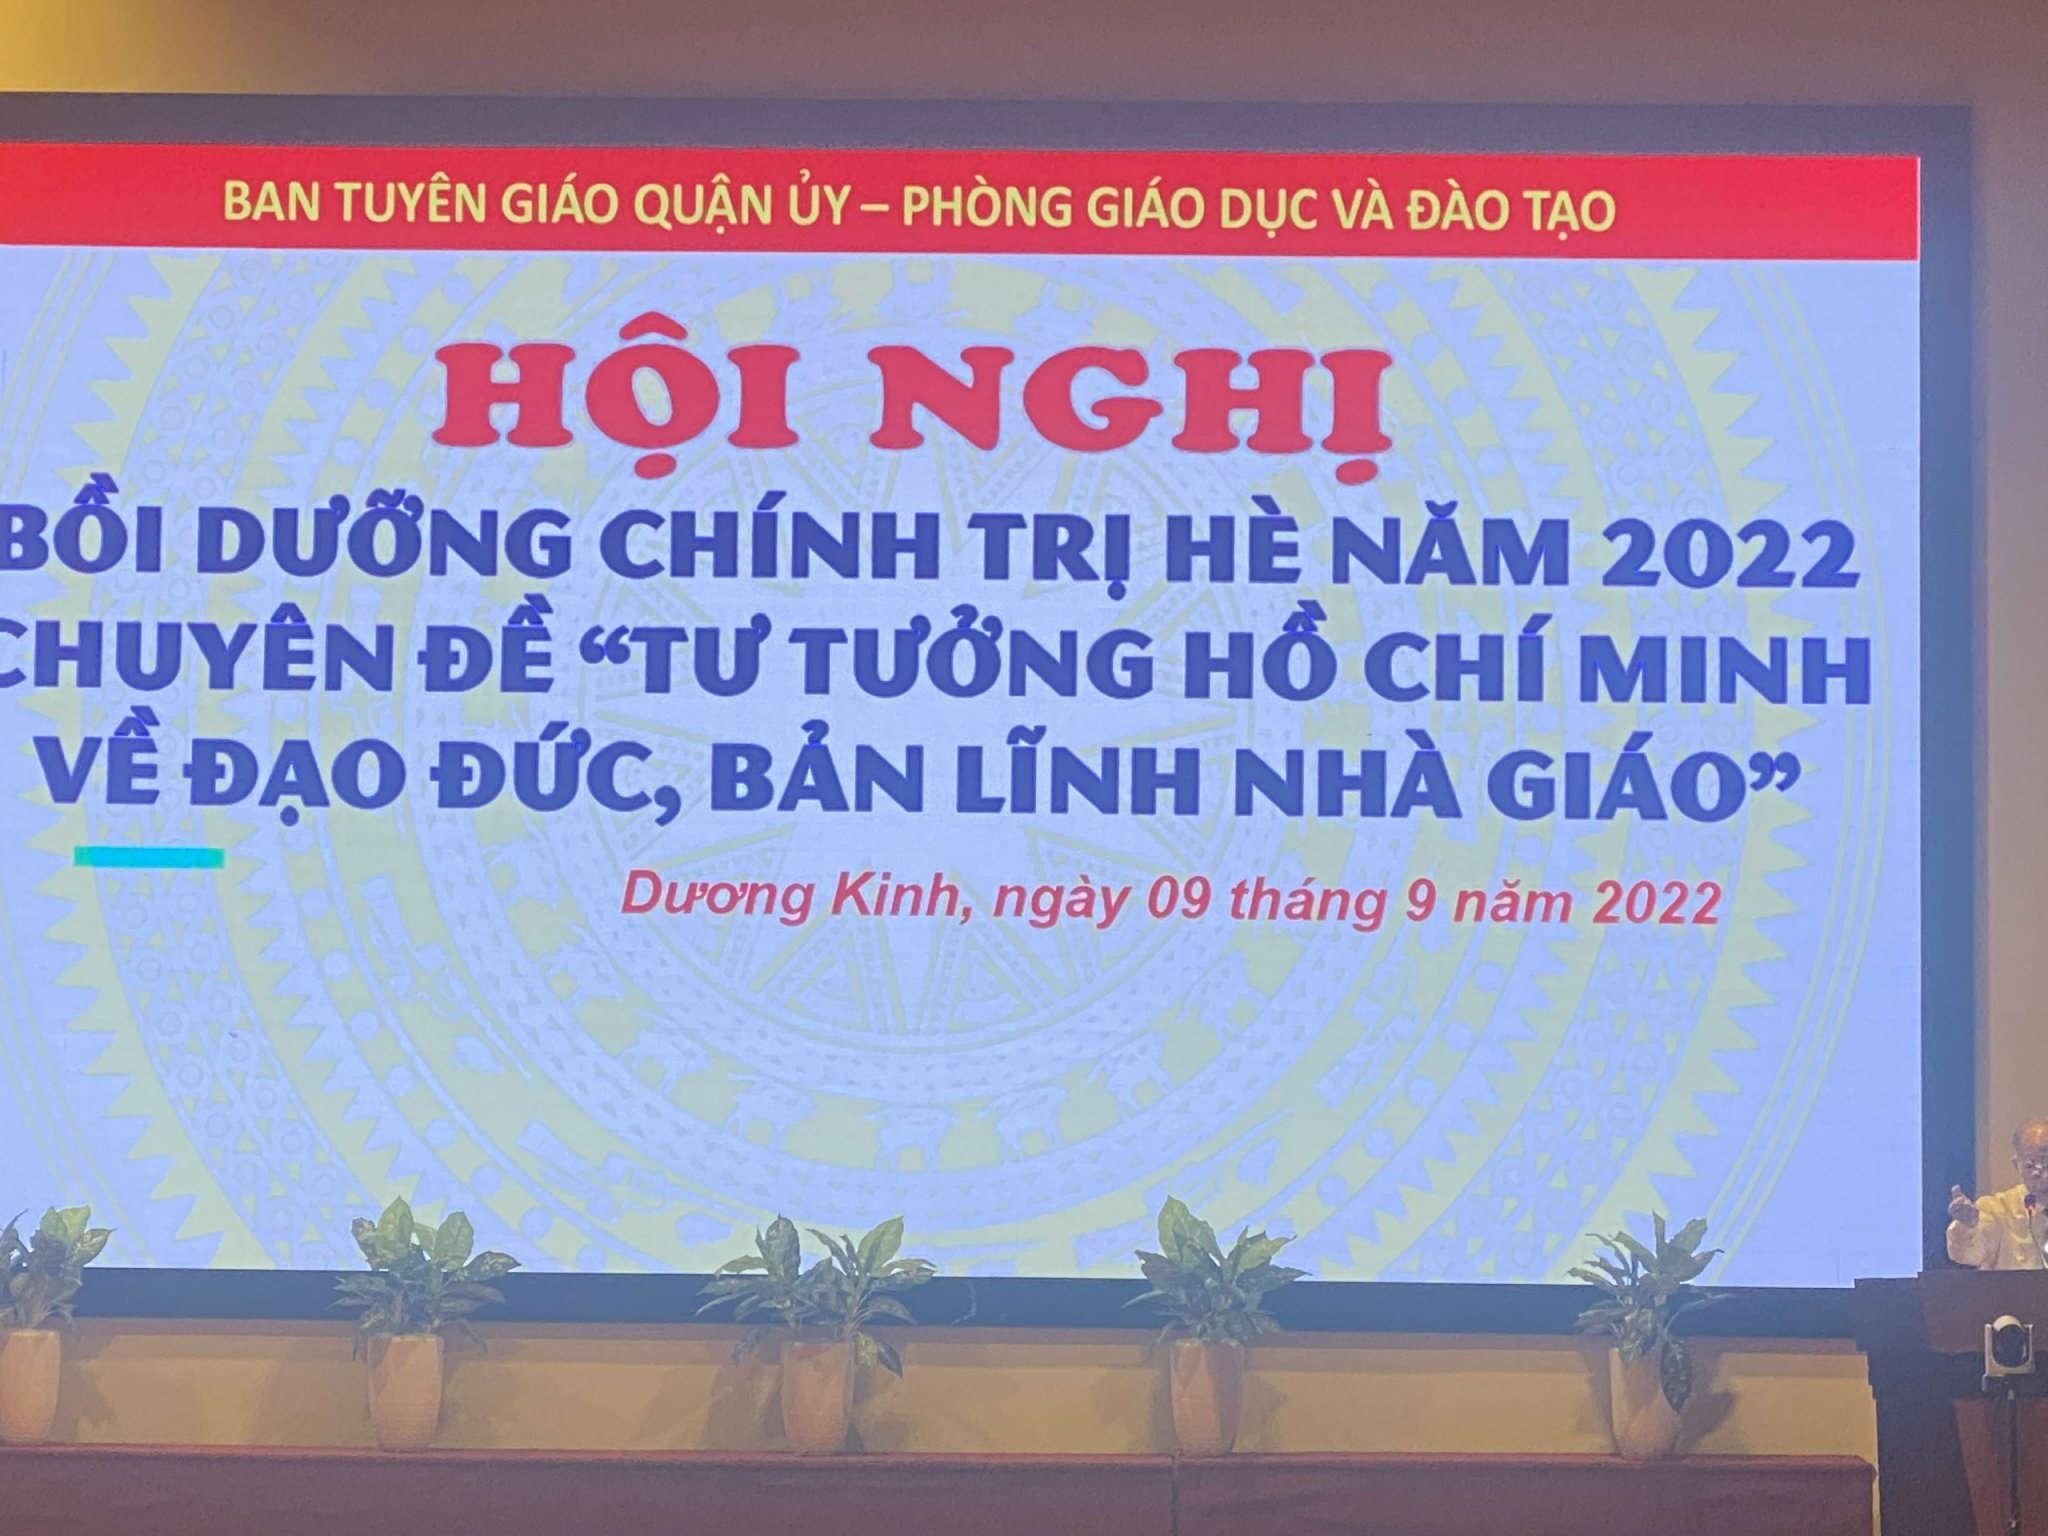 BAN TUYÊN GIÁO QUẬN ỦY – PHÒNG GIÁO DỤC VÀ ĐÀO TẠO
HỘI NGHỊ
BỒI DƯỠNG CHÍNH TRỊ HÈ NĂM 2022
CHUYÊN ĐỀ “TƯ TƯỞNG HỒ CHÍ MINH
VỀ ĐẠO ĐỨC, BẢN LĨNH NHÀ GIÁO”
Dương Kinh, ngày 09 tháng 9 năm 2022